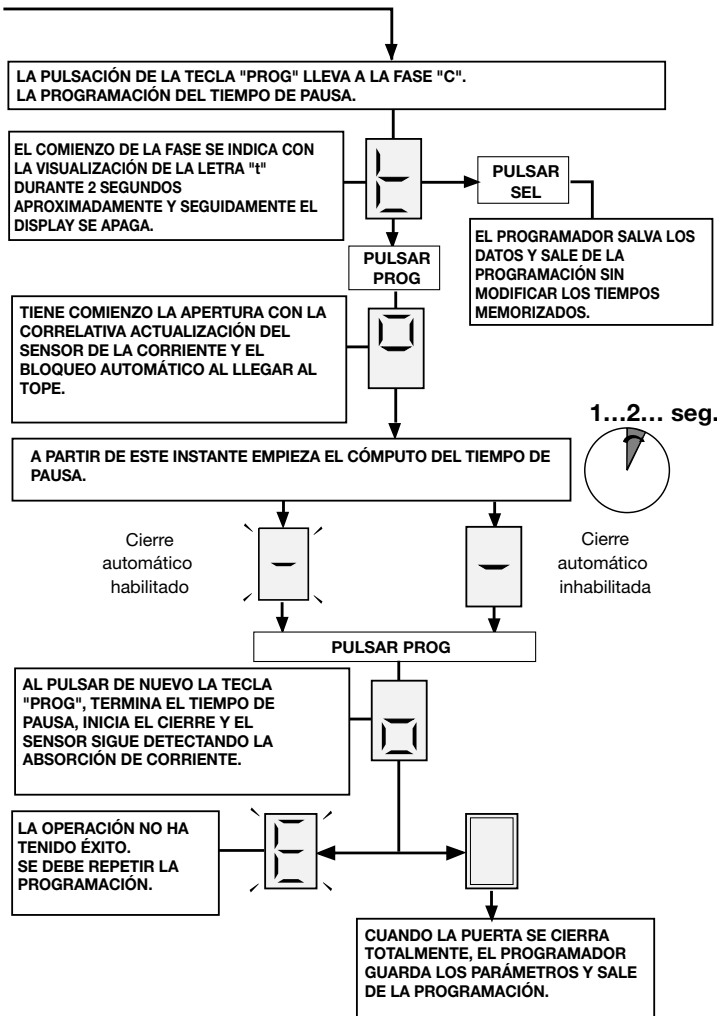 LA PULSACIÓN DE LA TECLA "PROG" LLEVA A LA FASE "C".
LA PROGRAMACIÓN DEL TIEMPO DE PAUSA.
EL COMIENZO DE LA FASE SE INDICA CON
LA VISUALIZACIÓN DE LA LETRA "t"
DURANTE 2 SEGUNDOS
APROXIMADAMENTE Y SEGUIDAMENTE EL
DISPLAY SE APAGA.
t
PULSAR
SEL
EL PROGRAMADOR SALVA LOS
DATOS Y SALE DE LA
PROGRAMACIÓN SIN
MODIFICAR LOS TIEMPOS
MEMORIZADOS.
PULSAR
PROG
TIENE COMIENZO LA APERTURA CON LA
CORRELATIVA ACTUALIZACIÓN DEL
SENSOR DE LA CORRIENTE Y EL
BLOQUEO AUTOMÁTICO AL LLEGAR AL
TOPE.
o
1...2... seg.
A PARTIR DE ESTE INSTANTE EMPIEZA EL CÓMPUTO DEL TIEMPO DE
PAUSA.
Cierre
automático
habilitado
-
-
Cierre
automático
inhabilitada
PULSAR PROG
AL PULSAR DE NUEVO LA TECLA
"PROG", TERMINA EL TIEMPO DE
PAUSA, INICIA EL CIERRE Y EL
SENSOR SIGUE DETECTANDO LA
ABSORCIÓN DE CORRIENTE.
o
LA OPERACIÓN NO HA
TENIDO ÉXITO.
SE DEBE REPETIR LA
PROGRAMACIÓN.
E
CUANDO LA PUERTA SE CIERRA
TOTALMENTE, EL PROGRAMADOR
GUARDA LOS PARÁMETROS Y SALE
DE LA PROGRAMACIÓN.